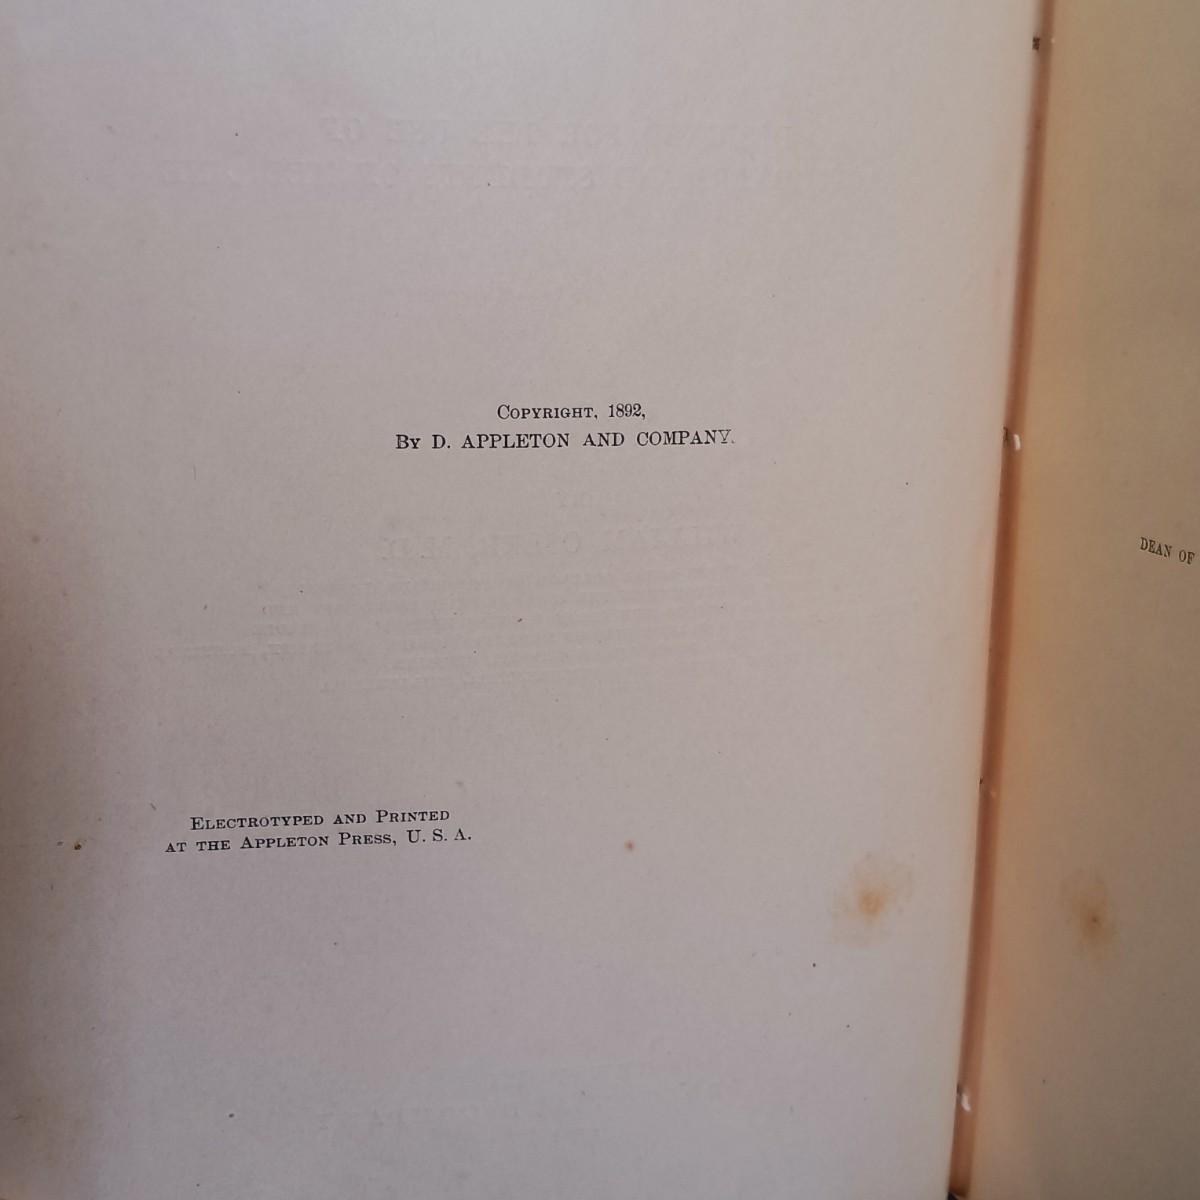 COPYRIGHT, 1892,
BY D. APPLETON AND COMPANY.
ELECTROTYPED AND PRINTED
AT THE APPLETON PRESS, U. S. A.
DEAN OF